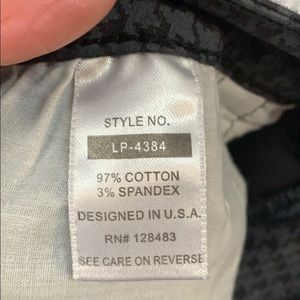 STYLE NO.
LP-4384
97% COTTON
3% SPANDEX
DESIGNED IN U.S.A.
RN# 128483
SEE CARE ON REVERSE